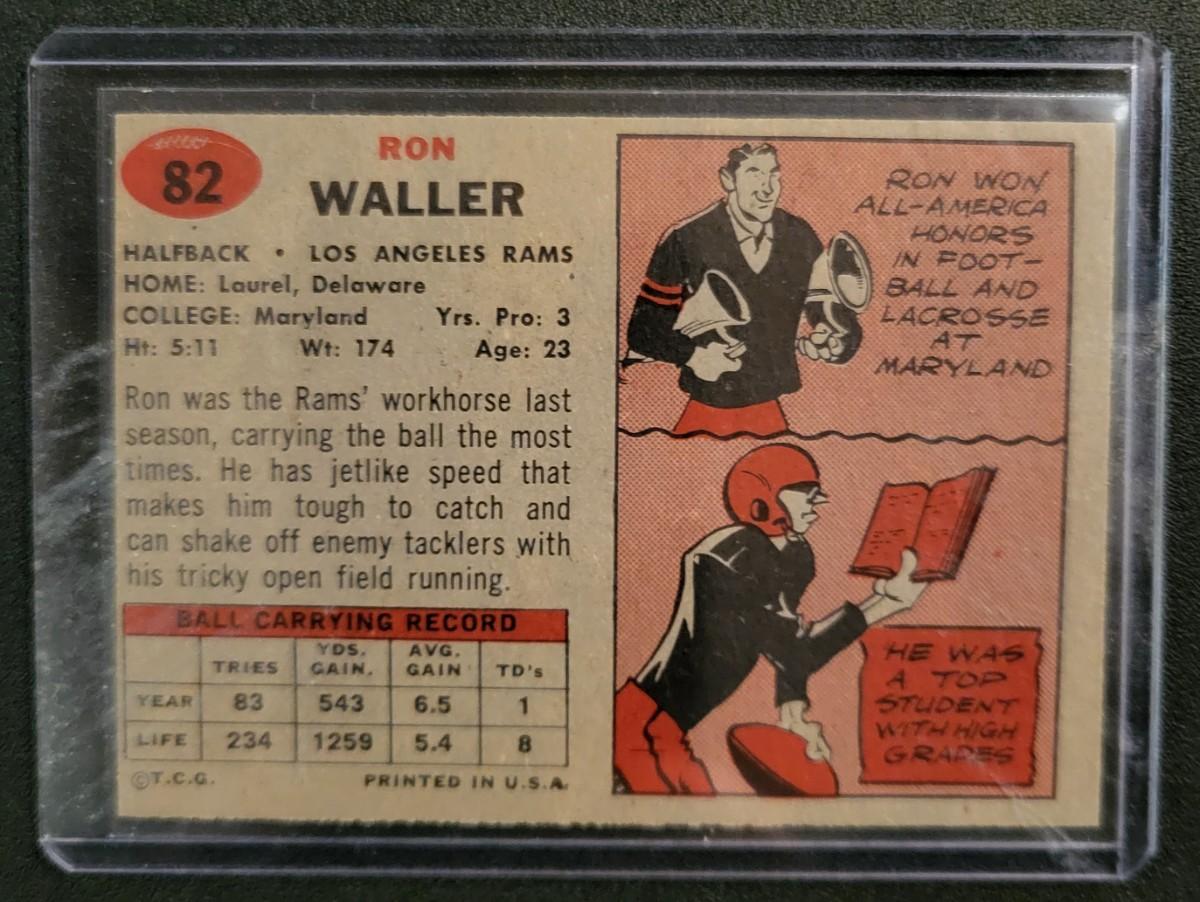 82
RON
WALLER
HALFBACK • LOS ANGELES RAMS
HOME: Laurel, Delaware
COLLEGE: Maryland Yrs. Pro: 3
Ht: 5:11 Wt: 174 Age: 23
Ron was the Rams' workhorse last
season, carrying the ball the most
times. He has jetlike speed that
makes him tough to catch and
can shake off enemy tacklers with
his tricky open field running.
BALL CARRYING RECORD
TRIES YDS. GAIN. AVG. GAIN TD's
YEAR 83 543 6.5 1
LIFE 234 1259 5.4 8
©T.C.G. PRINTED IN U.S.A.
RON WON
ALL-AMERICA
HONORS
IN FOOT-
BALL AND
LACROSSE
AT
MARYLAND
HE WAS
A TOP
STUDENT
WITH HIGH
GRADES